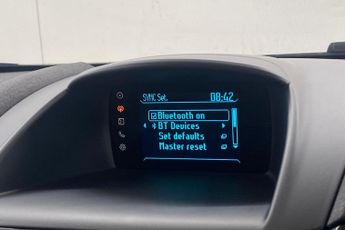 SYNC Set. 08:42
Bluetooth on
BT Devices
Set defaults
Master reset